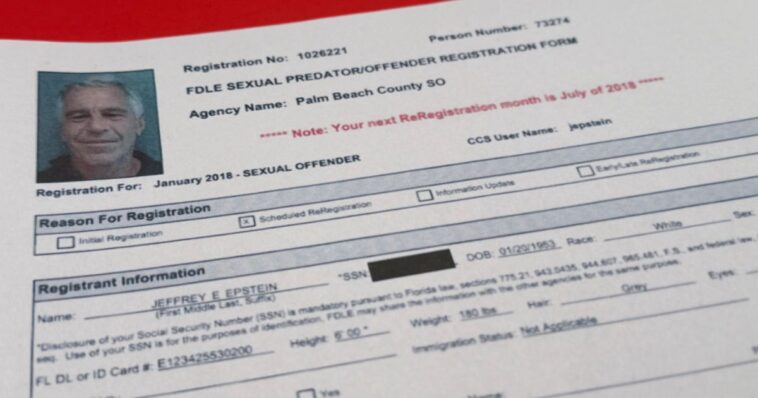 Registration No: 1026221 Person Number: 73274
FDLE SEXUAL PREDATOR/OFFENDER REGISTRATION FORM
Agency Name: Palm Beach County SO
***** Note: Your next ReRegistration month is July of 2018 *****
CCS User Name: jepstein
Registration For: January 2018 - SEXUAL OFFENDER
Reason For Registration
Initial Registration x Scheduled ReRegistration Information Update Early/Late ReRegistration
Registrant Information
Name: JEFFREY E EPSTEIN *SSN: DOB: 01/20/1953 Race: White Sex:
(First Middle Last, Suffix)
*Disclosure of your Social Security Number (SSN) is mandatory pursuant to Florida law, sections 775.21, 943.0435, 944.607, 985.481, F.S., and federal law,
seq. Use of your SSN is for the purposes of identification. FDLE may share the information with the other agencies for the same purpose.
FL DL or ID Card #: E123425530200 Height: 6' 00 " Weight: 180 lbs Hair: Grey Eyes:
Immigration Status: Not Applicable
Yes